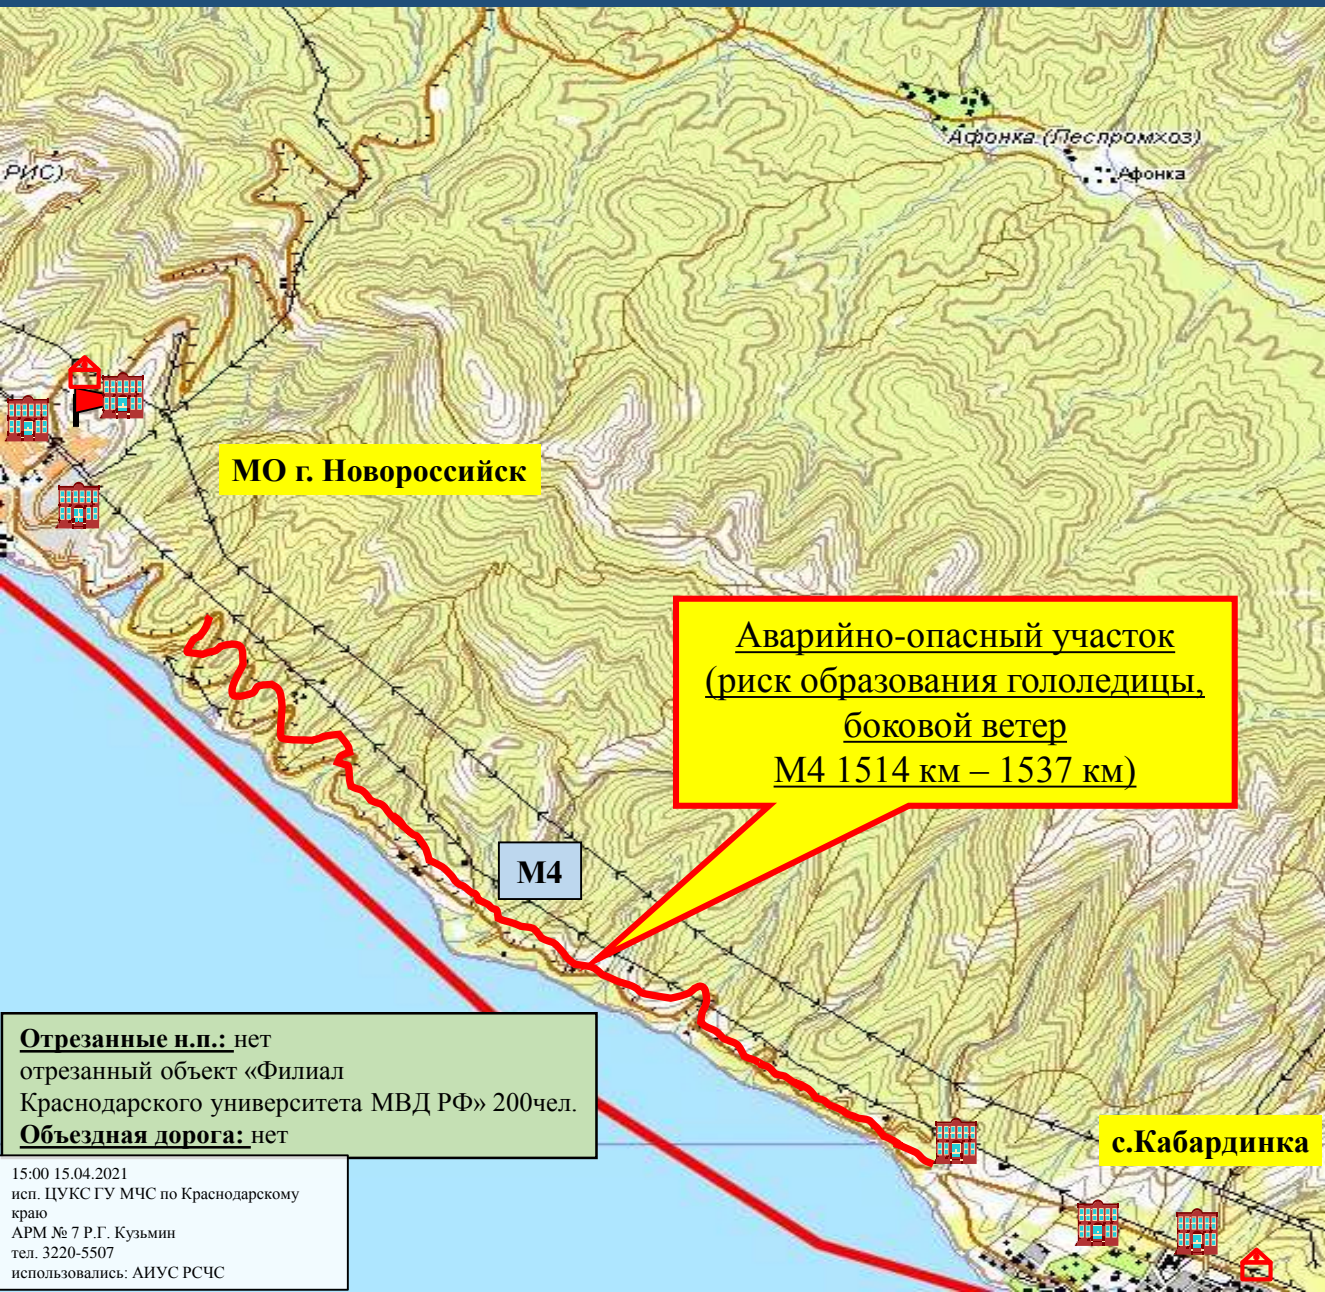 Афонка (Леспромхоз)
Афонка
РИС)
МО г. Новороссийск
Аварийно-опасный участок
(риск образования гололедицы,
боковой ветер
М4 1514 км – 1537 км)
М4
Отрезанные н.п.: нет
отрезанный объект «Филиал
Краснодарского университета МВД РФ» 200чел.
Объездная дорога: нет
с.Кабардинка
15:00 15.04.2021
исп. ЦУКС ГУ МЧС по Краснодарскому
краю
АРМ № 7 Р.Г. Кузьмин
тел. 3220-5507
использовались: АИУС РСЧС